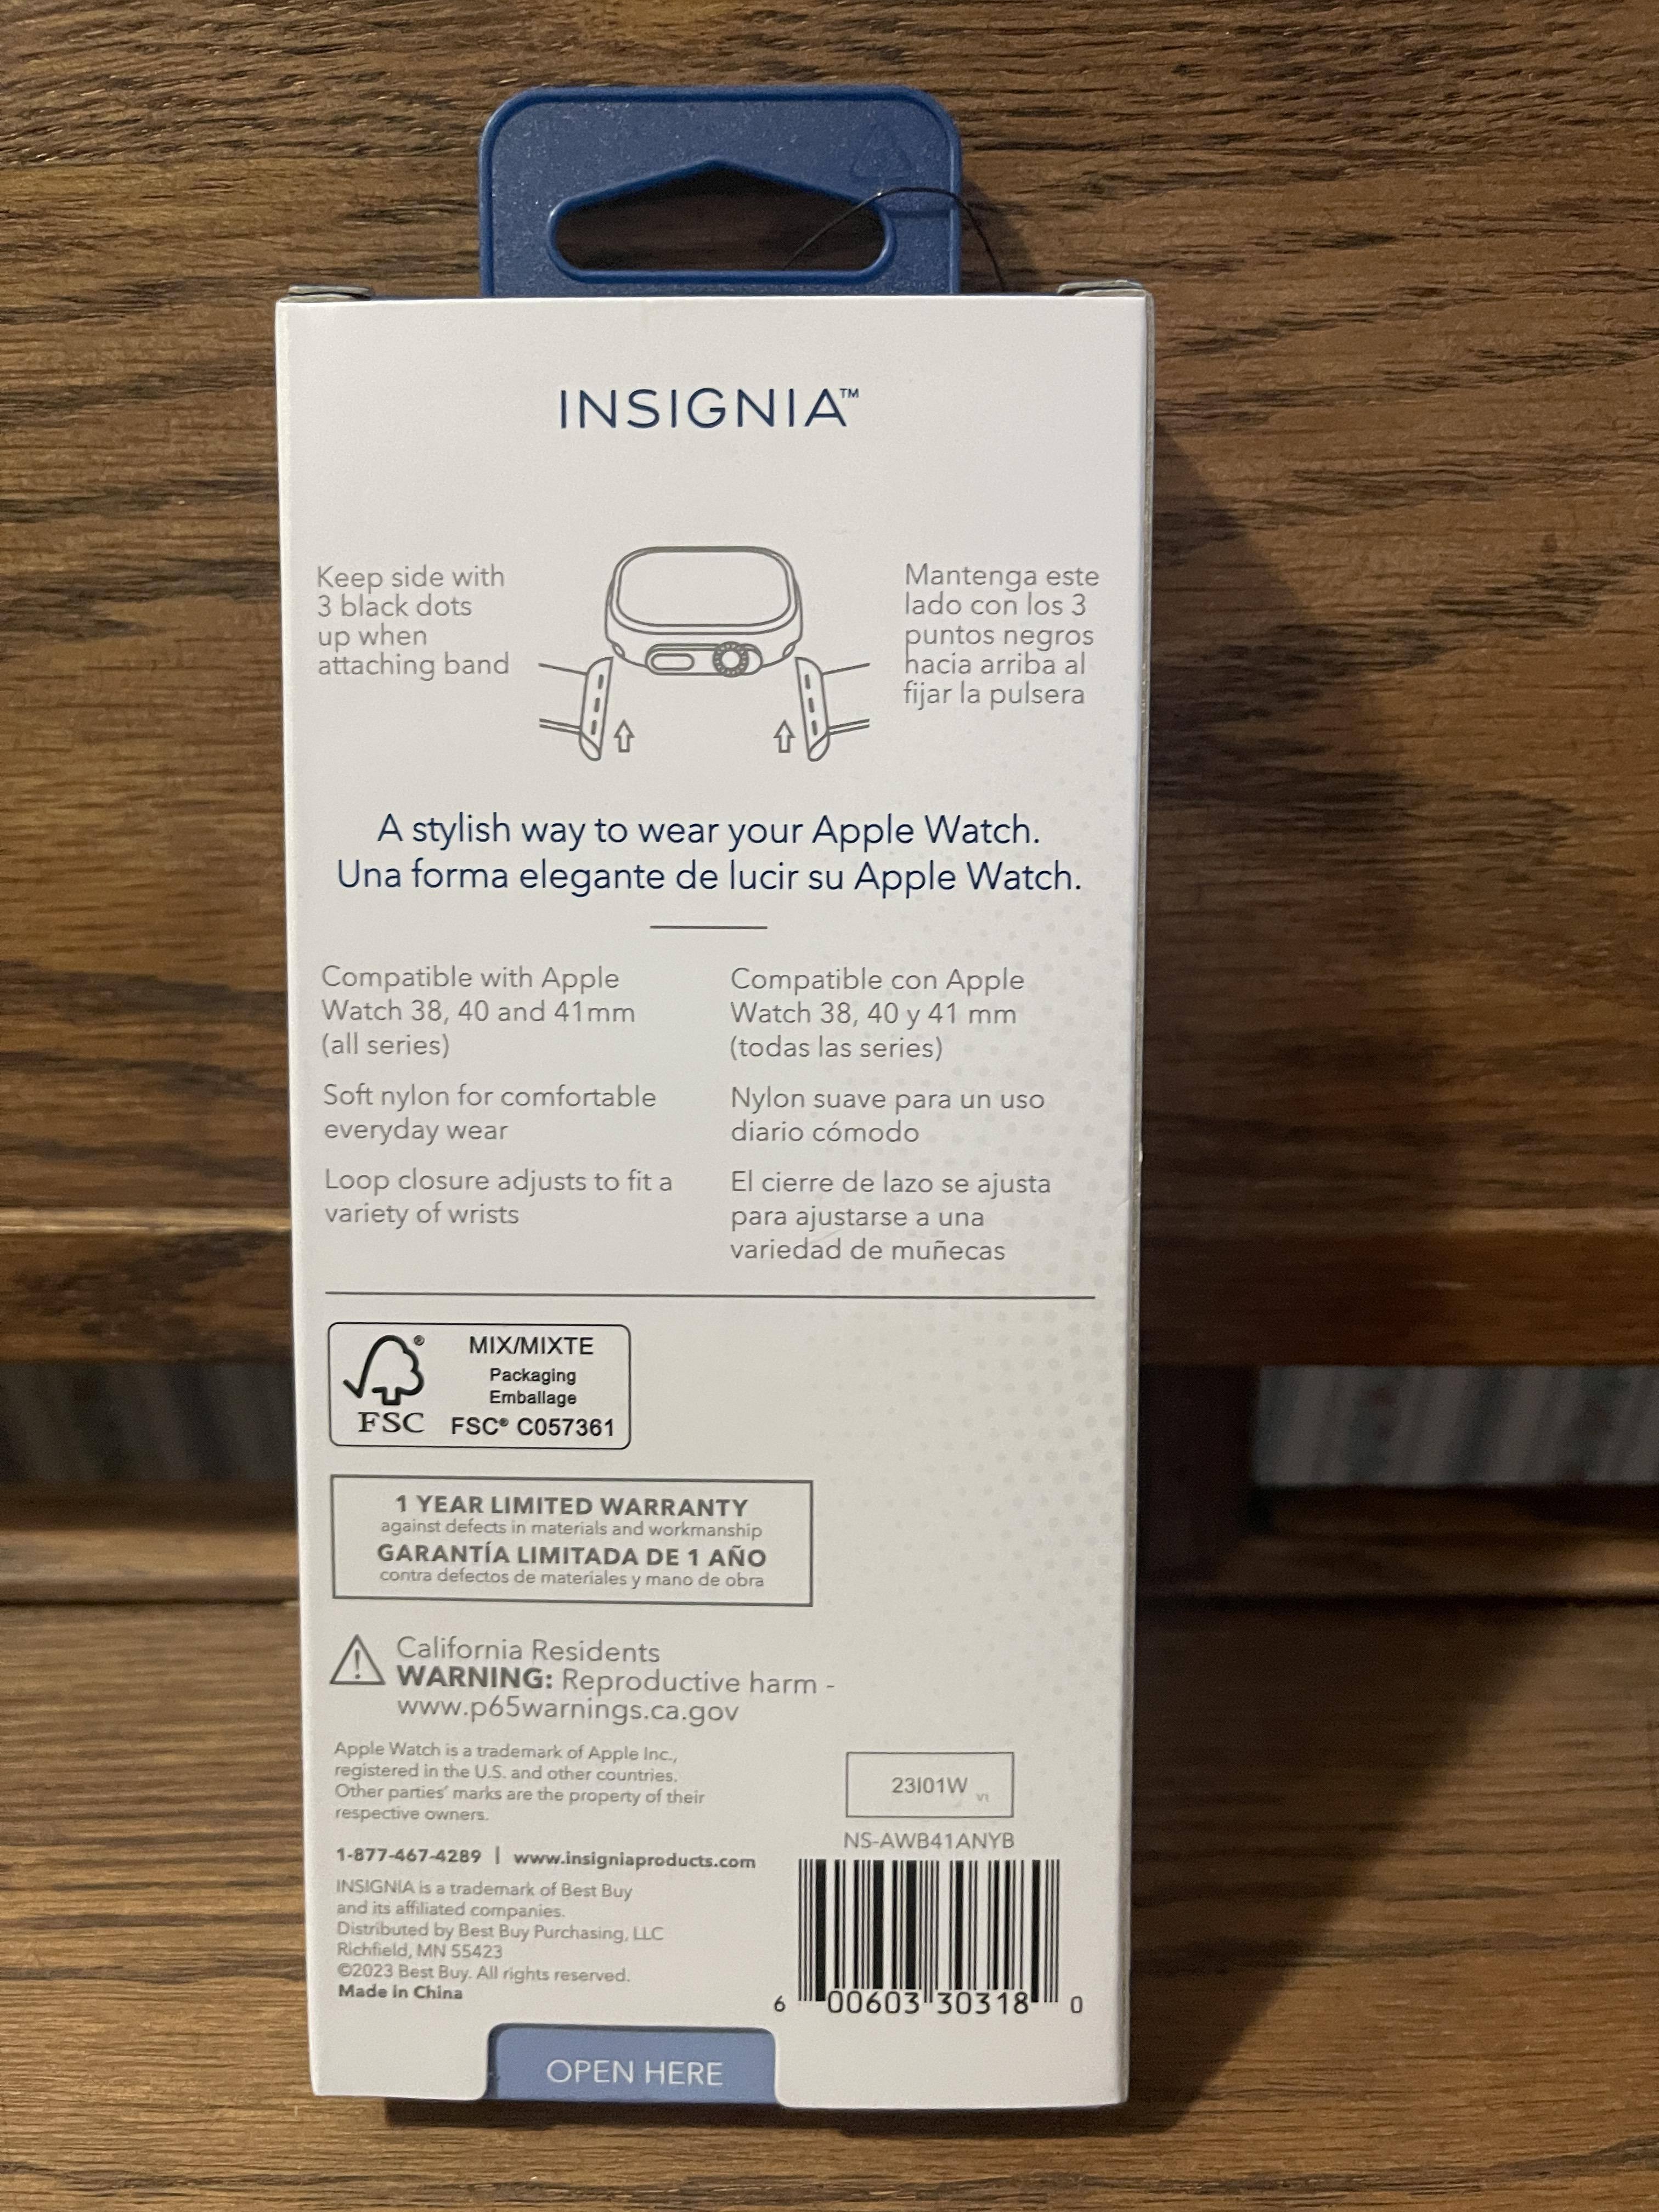 INSIGNIA™
Keep side with
3 black dots
up when
attaching band
Mantenga este
lado con los 3
puntos negros
hacia arriba al
fijar la pulsera
A stylish way to wear your Apple Watch.
Una forma elegante de lucir su Apple Watch.
Compatible with Apple
Watch 38, 40 and 41mm
(all series)
Soft nylon for comfortable
everyday wear
Loop closure adjusts to fit a
variety of wrists
Compatible con Apple
Watch 38, 40 y 41 mm
(todas las series)
Nylon suave para un uso
diario cómodo
El cierre de lazo se ajusta
para ajustarse a una
variedad de muñecas
®
FSC
MIX/MIXTE
Packaging
Emballage
FSC® C057361
1 YEAR LIMITED WARRANTY
against defects in materials and workmanship
GARANTÍA LIMITADA DE 1 AÑO
contra defectos de materiales y mano de obra
California Residents
WARNING: Reproductive harm -
www.p65warnings.ca.gov
Apple Watch is a trademark of Apple Inc.,
registered in the U.S. and other countries.
Other parties' marks are the property of their
respective owners.
1-877-467-4289 | www.insigniaproducts.com
INSIGNIA is a trademark of Best Buy
and its affiliated companies.
Distributed by Best Buy Purchasing, LLC
Richfield, MN 55423
©2023 Best Buy. All rights reserved.
Made in China
23I01W V1
NS-AWB41ANYB
6 00603 30318 0
OPEN HERE